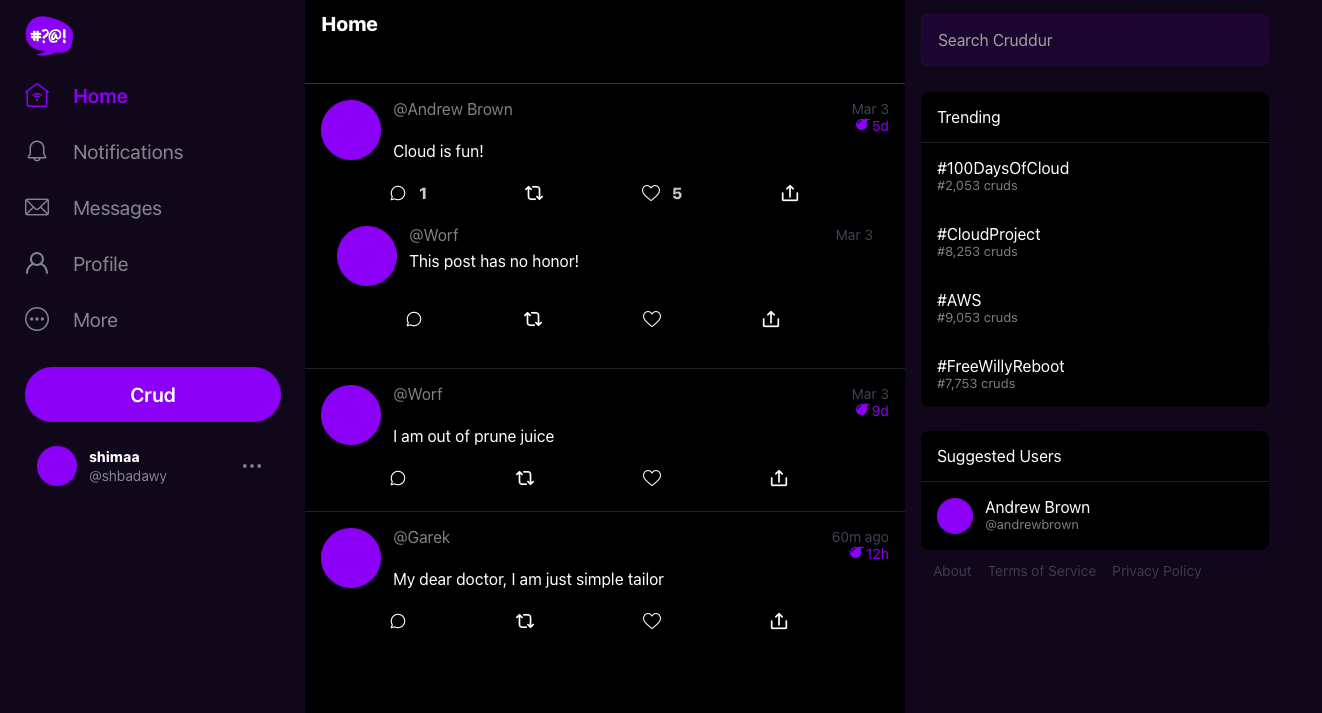 #?@!
Home
Notifications
Messages
Profile
More
Crud
shimaa
@shbadawy
Home
@Andrew Brown
Mar 3
5d
Cloud is fun!
1
5
@Worf
Mar 3
This post has no honor!
@Worf
Mar 3
9d
I am out of prune juice
@Garek
60m ago
12h
My dear doctor, I am just simple tailor
Search Cruddur
Trending
#100DaysOfCloud
#2,053 cruds
#CloudProject
#8,253 cruds
#AWS
#9,053 cruds
#FreeWillyReboot
#7,753 cruds
Suggested Users
Andrew Brown
@andrewbrown
About Terms of Service Privacy Policy